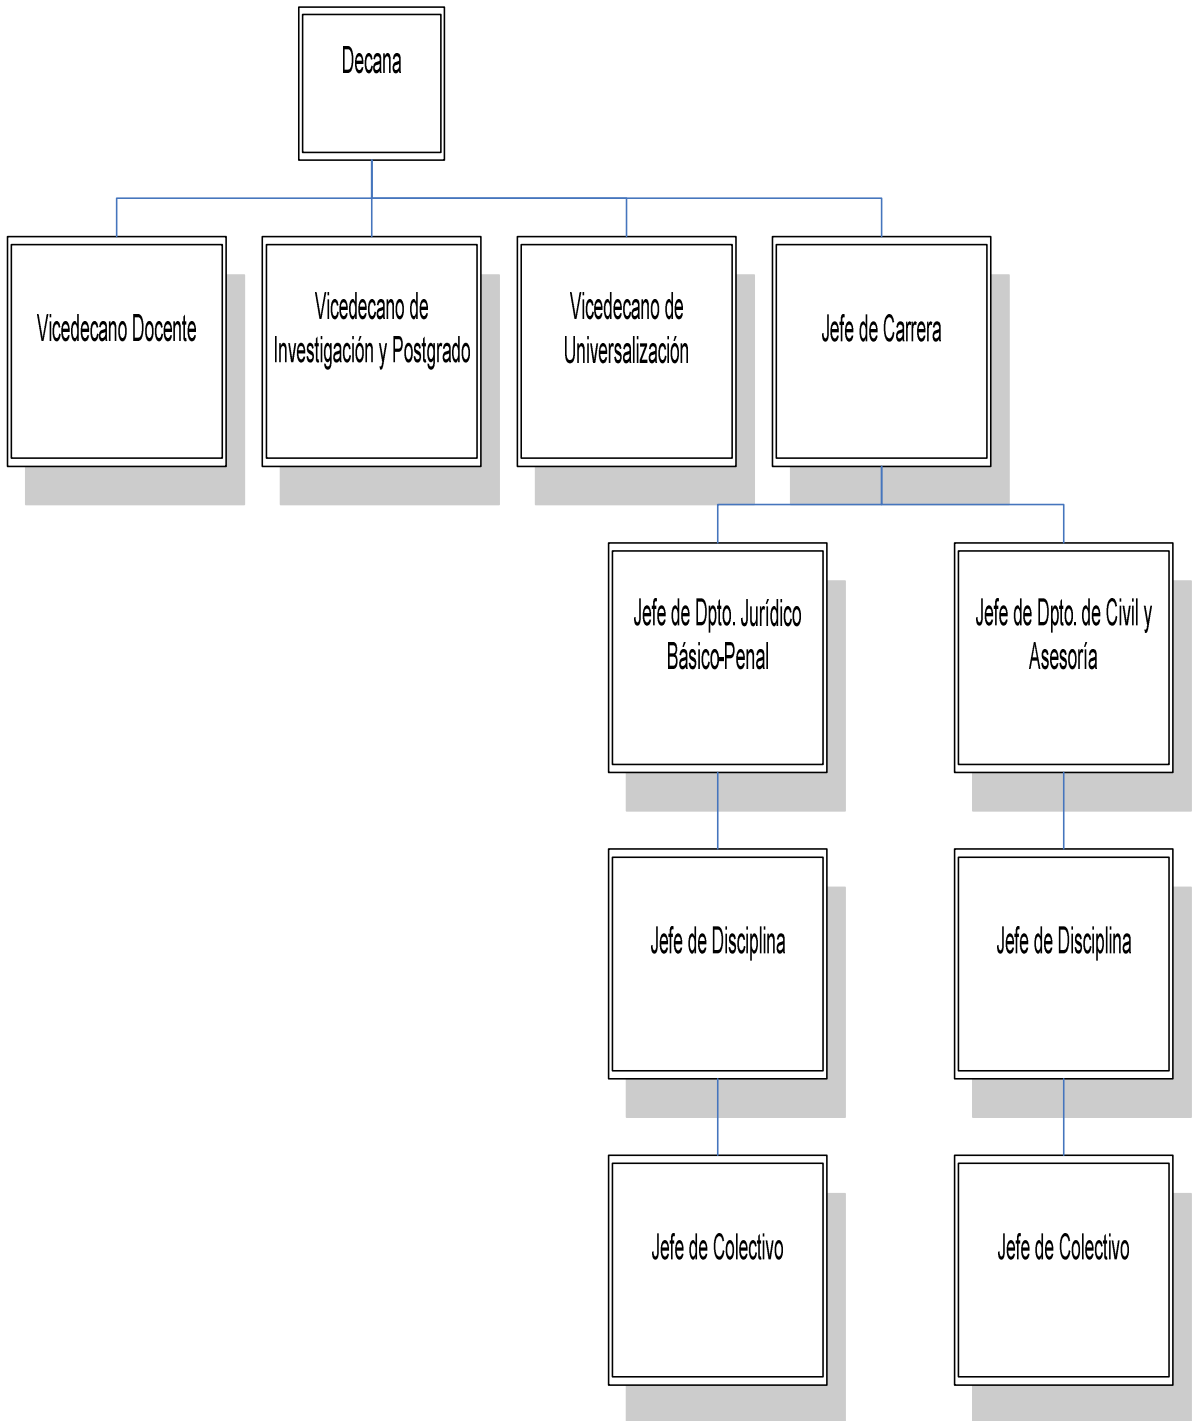 Decana
Vicedecano Docente
Vicedecano de
Investigación y Postgrado
Vicedecano de
Universalización
Jefe de Carrera
Jefe de Dpto. Jurídico
Básico-Penal
Jefe de Dpto. de Civil y
Asesoría
Jefe de Disciplina
Jefe de Disciplina
Jefe de Colectivo
Jefe de Colectivo